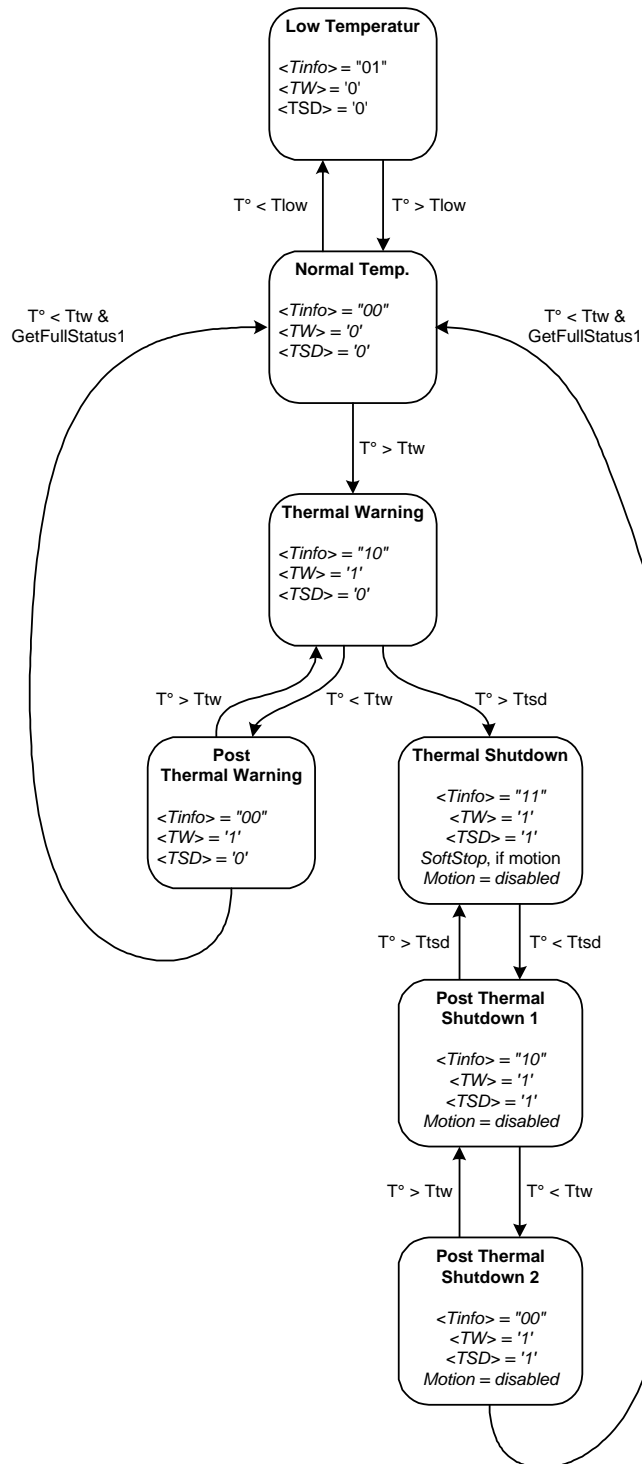 Low Temperatur
<Tinfo> = "01"
<TW> = '0'
<TSD> = '0'
T° < Tlow
T° > Tlow
Normal Temp.
<Tinfo> = "00"
<TW> = '0'
<TSD> = '0'
T° < Ttw &
GetFullStatus1
T° < Ttw &
GetFullStatus1
T° > Ttw
Thermal Warning
<Tinfo> = "10"
<TW> = '1'
<TSD> = '0'
T° > Ttw
T° < Ttw
T° > Ttsd
Post
Thermal Warning
<Tinfo> = "00"
<TW> = '1'
<TSD> = '0'
Thermal Shutdown
<Tinfo> = "11"
<TW> = '1'
<TSD> = '1'
SoftStop, if motion
Motion = disabled
T° > Ttsd
T° < Ttsd
Post Thermal
Shutdown 1
<Tinfo> = "10"
<TW> = '1'
<TSD> = '1'
Motion = disabled
T° > Ttw
T° < Ttw
Post Thermal
Shutdown 2
<Tinfo> = "00"
<TW> = '1'
<TSD> = '1'
Motion = disabled